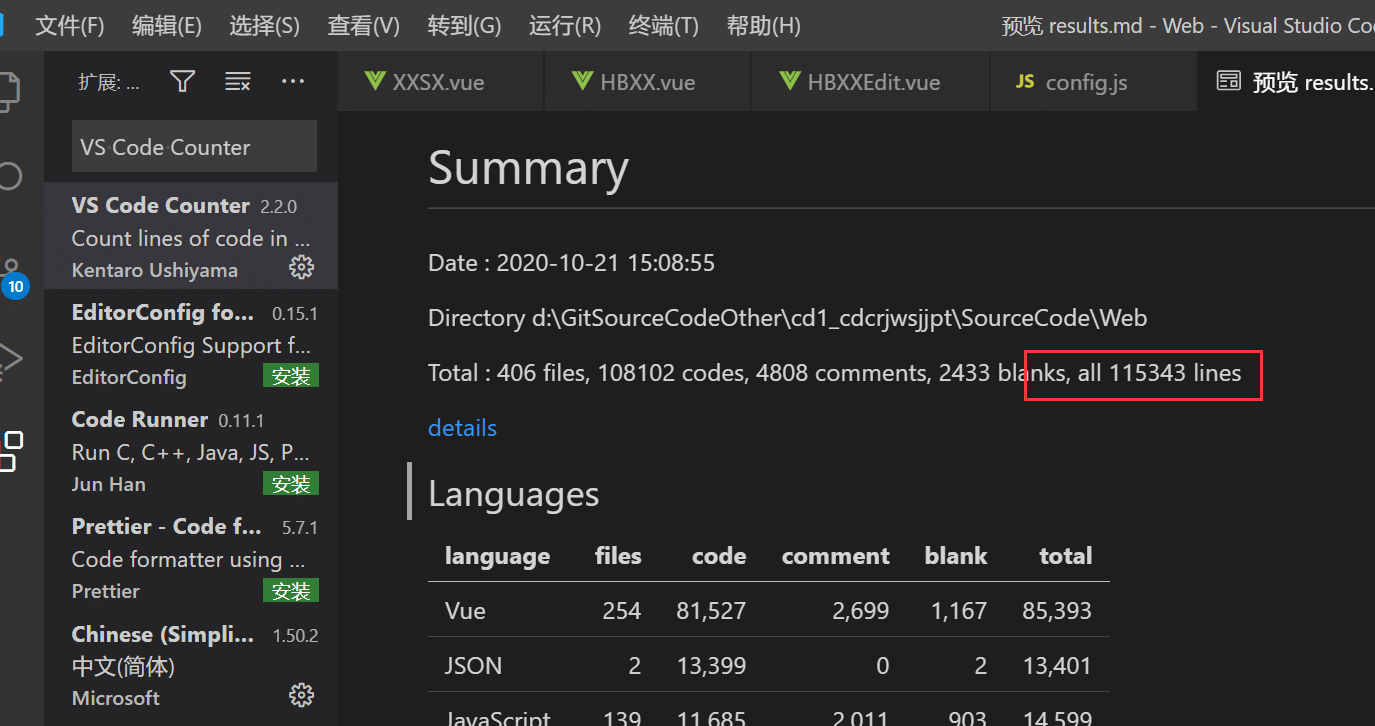 文件(F) 编辑(E) 选择(S) 查看(V) 转到(G) 运行(R) 终端(T) 帮助(H) 预览 results.md - Web - Visual Studio Co
扩展: ...
XXSX.vue HBXX.vue HBXXEdit.vue JS config.js 预览 results.
VS Code Counter
VS Code Counter 2.2.0
Count lines of code in ...
Kentaro Ushiyama
10
EditorConfig fo... 0.15.1
EditorConfig Support f...
EditorConfig 安装
Code Runner 0.11.1
Run C, C++, Java, JS, P...
Jun Han 安装
Prettier - Code f... 5.7.1
Code formatter using ...
Prettier 安装
Chinese (Simpli... 1.50.2
中文(简体)
Microsoft
Summary
Date : 2020-10-21 15:08:55
Directory d:\GitSourceCodeOther\cd1_cdcrjwsjjpt\SourceCode\Web
Total : 406 files, 108102 codes, 4808 comments, 2433 blanks, all 115343 lines
details
Languages
language files code comment blank total
Vue 254 81,527 2,699 1,167 85,393
JSON 2 13,399 0 2 13,401
JavaScript 139 11,685 2,011 903 14,599